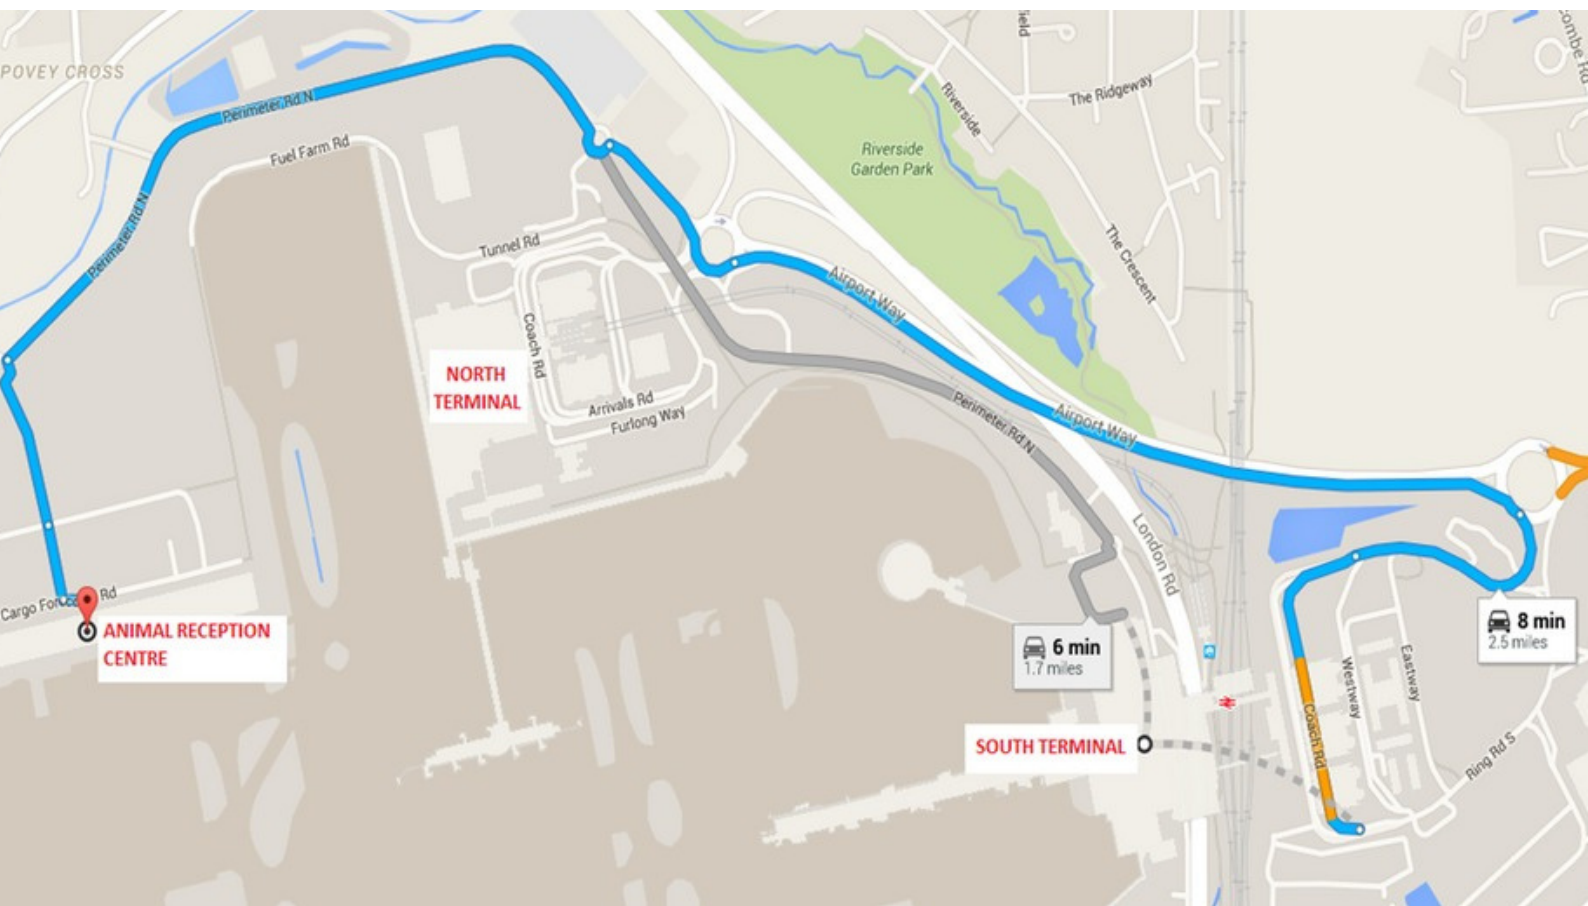 POVEY CROSS
Perimeter Rd N
Fuel Farm Rd
Perimeter Rd N
Tunnel Rd
Coach Rd
NORTH
TERMINAL
Arrivals Rd
Furlong Way
Riverside
Garden Park
Riverside
The Ridgeway
The Crescent
Airport Way
Airport Way
Perimeter Rd N
London Rd
Cargo Rd
ANIMAL RECEPTION
CENTRE
6 min
1.7 miles
8 min
2.5 miles
SOUTH TERMINAL
Coach Rd
Westway
Eastway
Ring Rd S